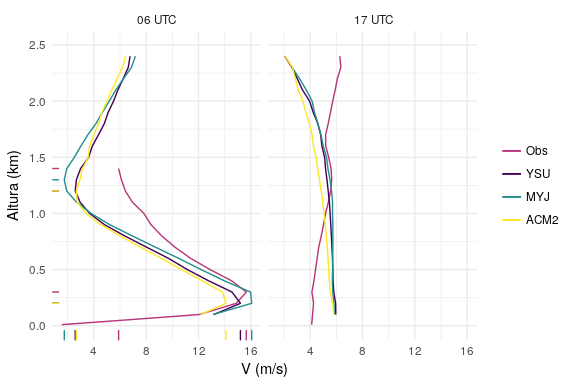 06 UTC 17 UTC
2.5
2.0
1.5
1.0
0.5
0.0
Altura (km)
4 8 12 16 4 8 12 16
V (m/s)
Obs
YSU
MYJ
ACM2